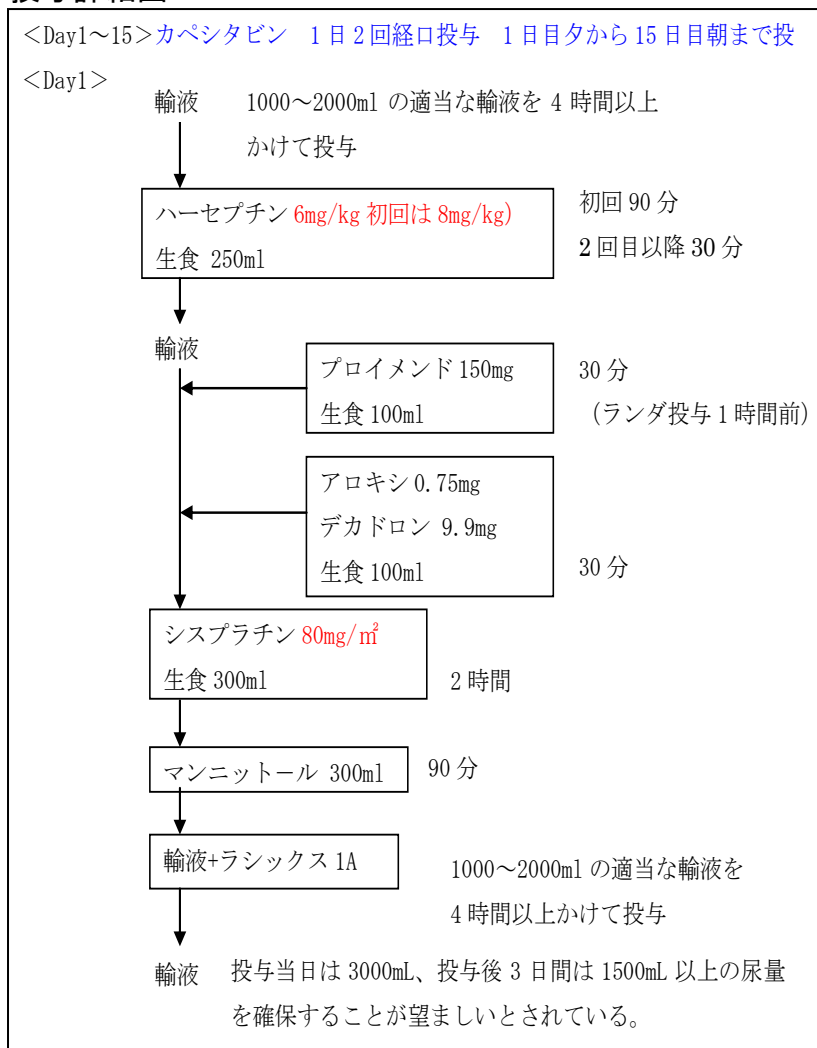 <Day1～15>カペシタビン　1日2回経口投与　1日目夕から15日目朝まで投
<Day1>
輸液　1000～2000ml の適当な輸液を 4 時間以上
かけて投与
ハーセプチン 6mg/kg 初回は 8mg/kg)
生食 250ml
初回 90 分
2 回目以降 30 分
輸液
プロイメンド 150mg
生食 100ml
30 分
(ランダ投与 1 時間前)
アロキシ 0.75mg
デカドロン 9.9mg
生食 100ml
30 分
シスプラチン 80mg/㎡
生食 300ml
2 時間
マンニットール 300ml
90 分
輸液+ラシックス 1A
1000～2000ml の適当な輸液を
4 時間以上かけて投与
輸液　投与当日は 3000mL、投与後 3 日間は 1500mL 以上の尿量
を確保することが望ましいとされている。